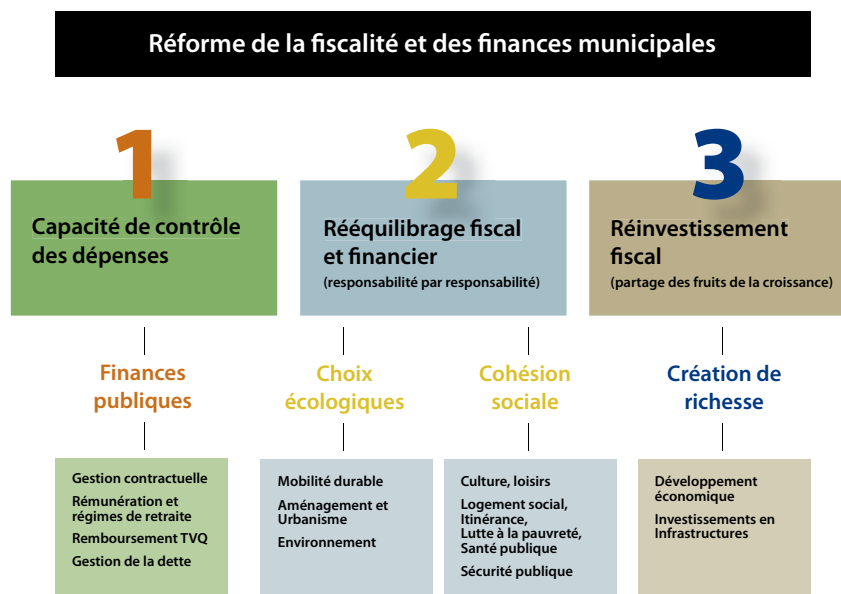 Réforme de la fiscalité et des finances municipales
1
Capacité de contrôle
des dépenses
2
Rééquilibrage fiscal
et financier
(responsabilité par responsabilité)
3
Réinvestissement
fiscal
(partage des fruits de la croissance)
Finances
publiques
Choix
écologiques
Cohésion
sociale
Création de
richesse
Gestion contractuelle
Rémunération et
régimes de retraite
Remboursement TVQ
Gestion de la dette
Mobilité durable
Aménagement et
Urbanisme
Environnement
Culture, loisirs
Logement social,
Itinérance,
Lutte à la pauvreté,
Santé publique
Sécurité publique
Développement
économique
Investissements en
Infrastructures